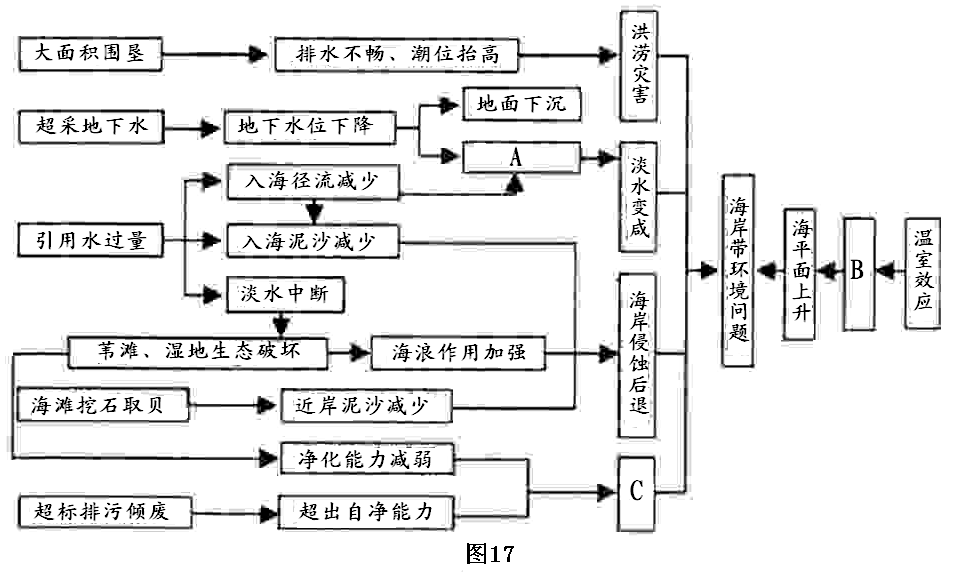 大面积围垦
排水不畅、潮位抬高
洪涝灾害
超采地下水
地下水位下降
地面下沉
A
淡水变咸
引用水过量
入海径流减少
入海泥沙减少
淡水中断
苇滩、湿地生态破坏
海浪作用加强
海岸侵蚀后退
海滩挖石取贝
近岸泥沙减少
净化能力减弱
超标排污倾废
超出自净能力
C
海岸带环境问题
海平面上升
B
温室效应
图17